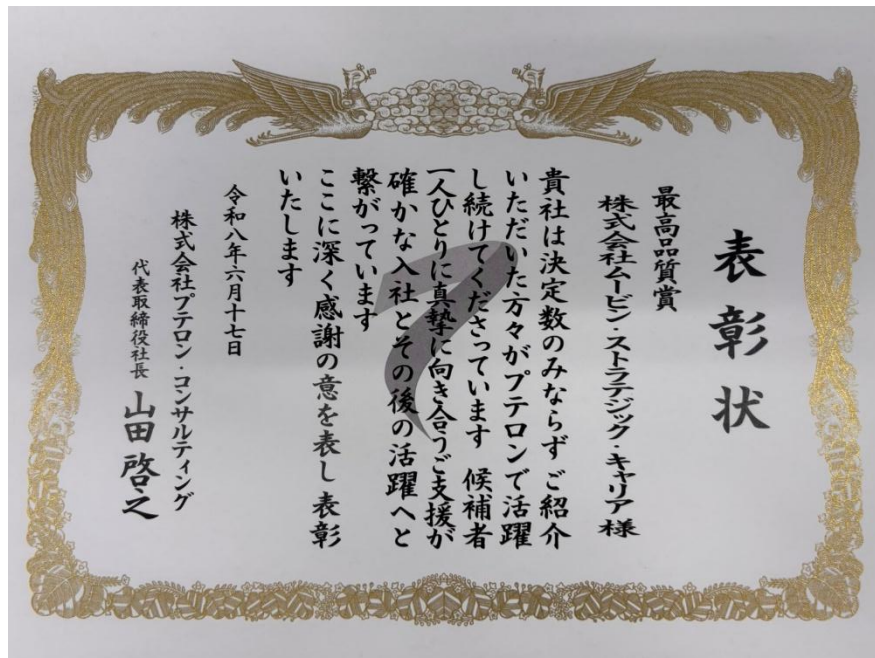 表彰状
最高品質賞
株式会社ムービン・ストラテジック・キャリア様
貴社は決定数のみならずご紹介
いただいた方々がプテロンで活躍
し続けてくださっています 候補者
一人ひとりに真摯に向き合うご支援が
確かな入社とその後の活躍へと
繋がっています
ここに深く感謝の意を表し表彰
いたします
令和八年六月十七日
株式会社プテロン・コンサルティング
代表取締役社長 山田啓之